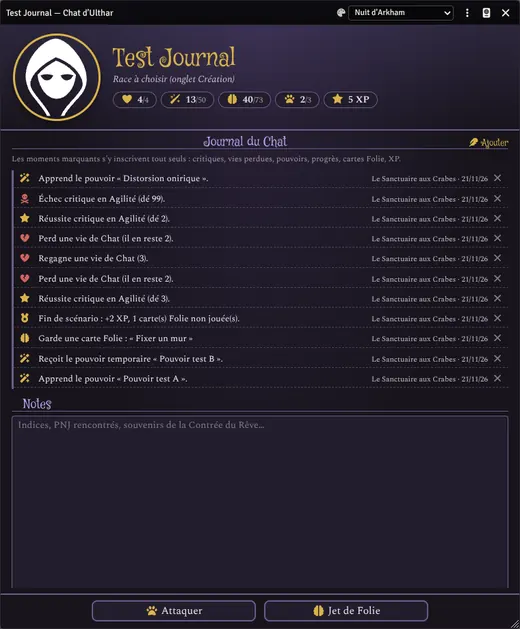 Test Journal — Chat d'Ulthar
Nuit d'Arkham
Test Journal
Race à choisir (onglet Création)
4/4 13/50 40/73 2/3 5 XP
Journal du Chat
Ajouter
Les moments marquants s'y inscrivent tout seuls : critiques, vies perdues, pouvoirs, progrès, cartes Folie, XP.
Apprend le pouvoir « Distorsion onirique ». Le Sanctuaire aux Crabes · 21/11/26
Échec critique en Agilité (dé 99). Le Sanctuaire aux Crabes · 21/11/26
Réussite critique en Agilité (dé 2). Le Sanctuaire aux Crabes · 21/11/26
Perd une vie de Chat (il en reste 2). Le Sanctuaire aux Crabes · 21/11/26
Regagne une vie de Chat (3). Le Sanctuaire aux Crabes · 21/11/26
Perd une vie de Chat (il en reste 2). Le Sanctuaire aux Crabes · 21/11/26
Réussite critique en Agilité (dé 3). Le Sanctuaire aux Crabes · 21/11/26
Fin de scénario : +2 XP, 1 carte(s) Folie non jouée(s). Le Sanctuaire aux Crabes · 21/11/26
Garde une carte Folie : « Fixer un mur » Le Sanctuaire aux Crabes · 21/11/26
Reçoit le pouvoir temporaire « Pouvoir test B ». Le Sanctuaire aux Crabes · 21/11/26
Apprend le pouvoir « Pouvoir test A ». Le Sanctuaire aux Crabes · 21/11/26
Notes
Indices, PNJ rencontrés, souvenirs de la Contrée du Rêve...
Attaquer
Jet de Folie